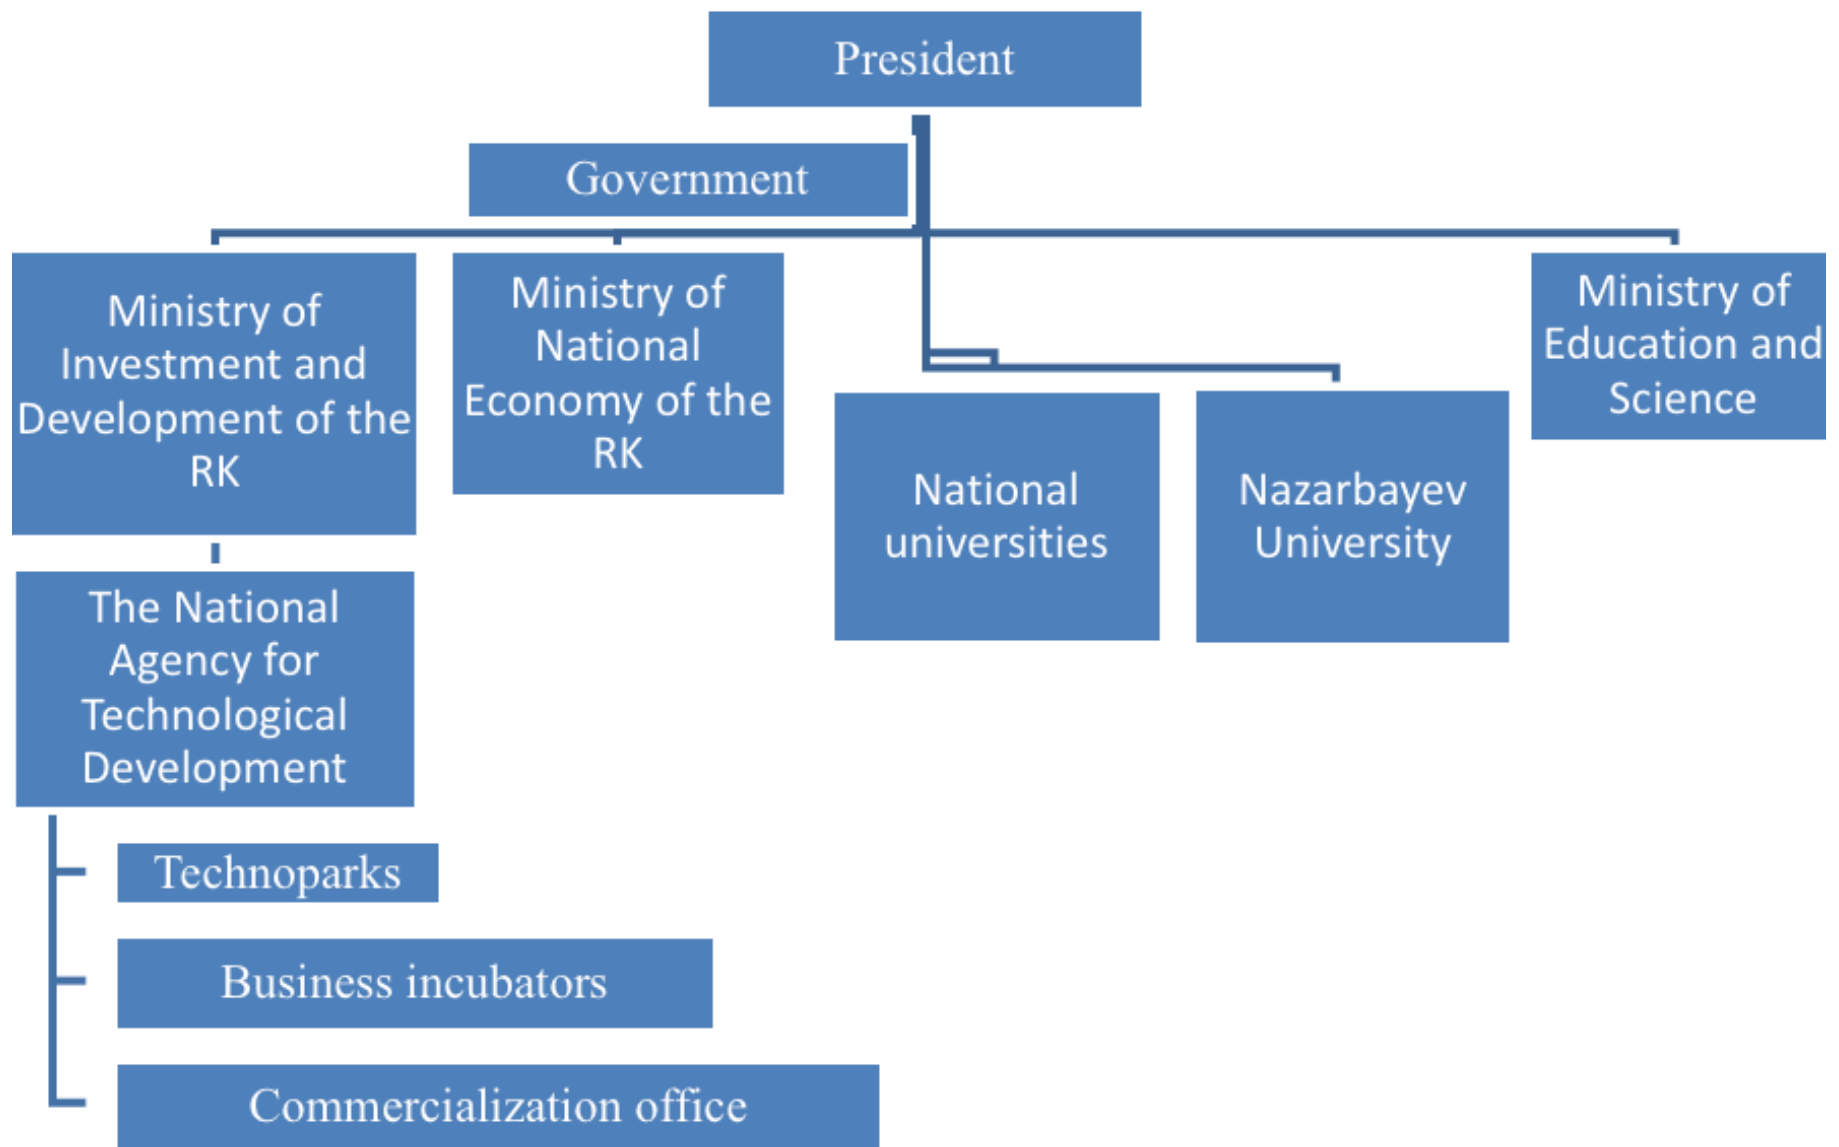 President
Government
Ministry of
Investment and
Development of the
RK
Ministry of
National
Economy of the
RK
National
universities
Nazarbayev
University
Ministry of
Education and
Science
The National
Agency for
Technological
Development
Technoparks
Business incubators
Commercialization office